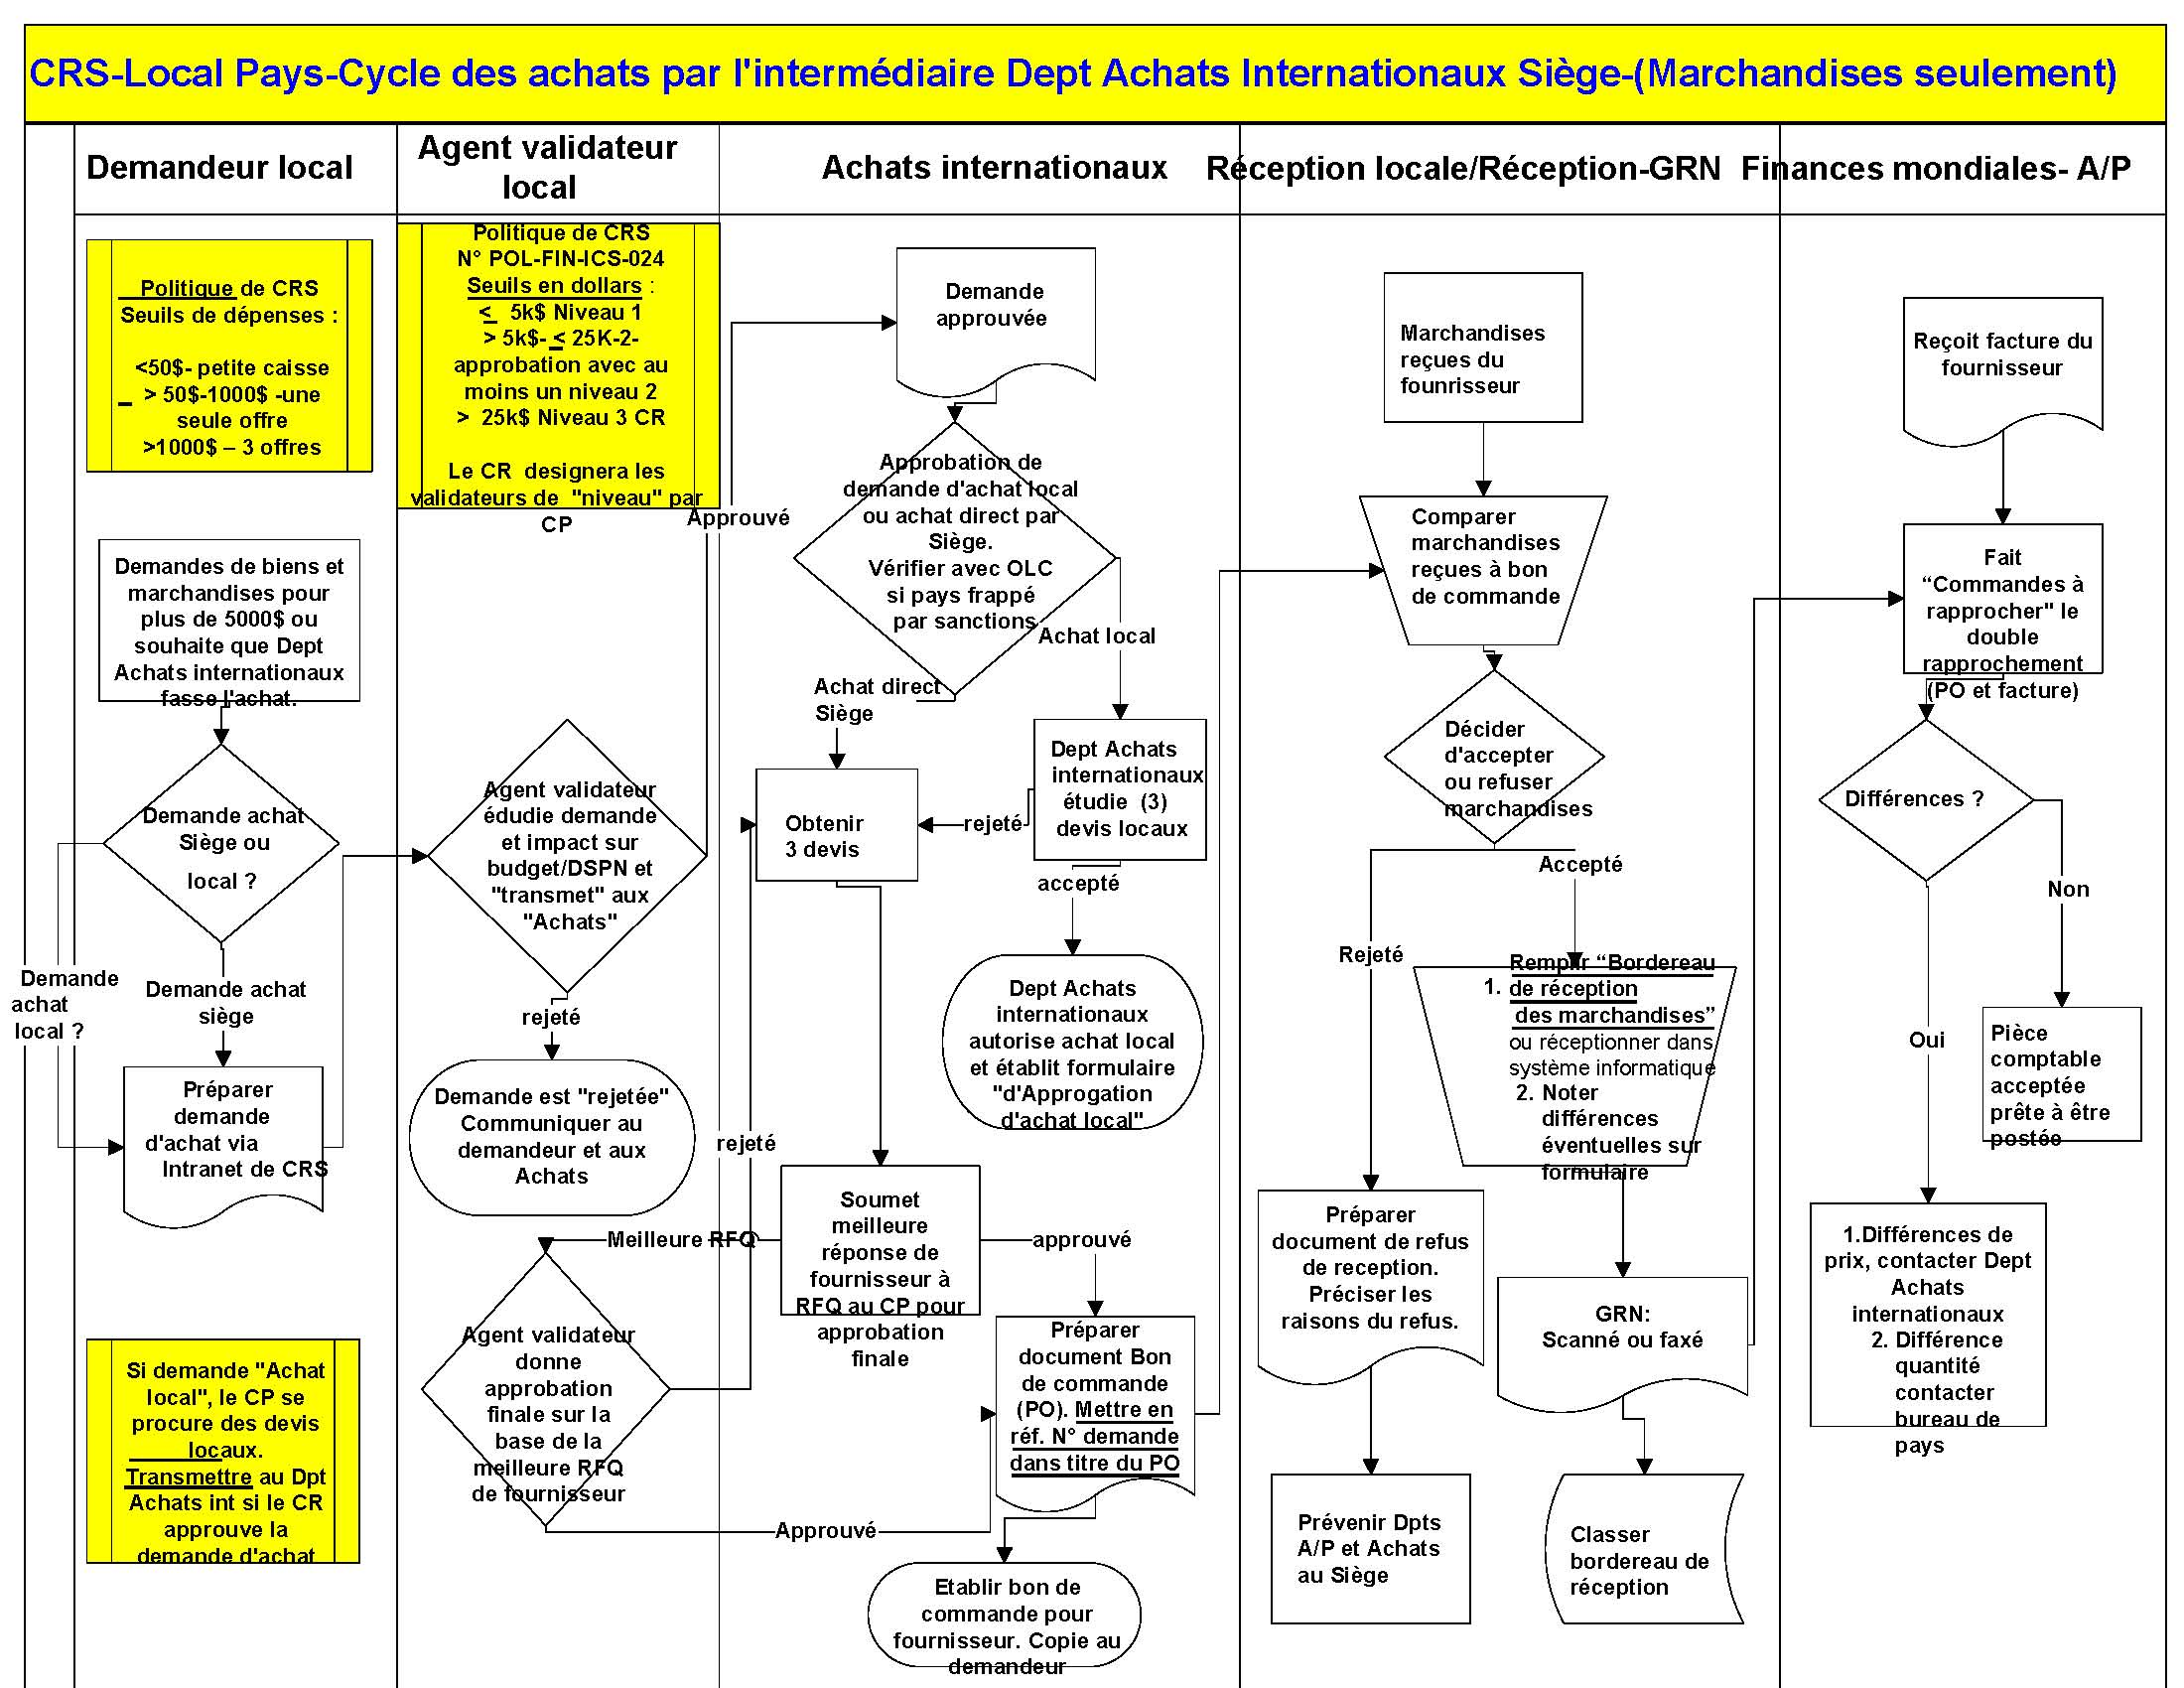 CRS-Local Pays-Cycle des achats par l'intermédiaire Dept Achats Internationaux Siège-(Marchandises seulement)
Demandeur local
Agent validateur
local
Achats internationaux
Réception locale/Réception-GRN
Finances mondiales- A/P
Politique de CRS
Seuils de dépenses :
<50$- petite caisse
> 50$-1000$ -une
seule offre
>1000$ – 3 offres
Demandes de biens et
marchandises pour
plus de 5000$ ou
souhaite que Dept
Achats internationaux
fasse l'achat.
Demande achat
Siège ou
local ?
Demande
achat
local ?
Demande achat
siège
Préparer
demande
d'achat via
Intranet de CRS
Si demande "Achat
local", le CP se
procure des devis
locaux.
Transmettre au Dpt
Achats int si le CR
approuve la
demande d'achat
Politique de CRS
N° POL-FIN-ICS-024
Seuils en dollars :
< 5k$ Niveau 1
> 5k$- < 25K-2-
approbation avec au
moins un niveau 2
> 25k$ Niveau 3 CR
Le CR designera les
validateurs de "niveau" par
CP
Approuvé
Agent validateur
édudie demande
et impact sur
budget/DSPN et
"transmet" aux
"Achats"
rejeté
Demande est "rejetée"
Communiquer au
demandeur et aux
Achats
rejeté
Meilleure RFQ
Agent validateur
donne
approbation
finale sur la
base de la
meilleure RFQ
de fournisseur
Approuvé
Demande
approuvée
Approbation de
demande d'achat local
ou achat direct par
Siège.
Vérifier avec OLC
si pays frappé
par sanctions
Achat local
Achat direct
Siège
Dept Achats
internationaux
étudie (3)
devis locaux
rejeté
Obtenir
3 devis
accepté
Dept Achats
internationaux
autorise achat local
et établit formulaire
"d'Approgation
d'achat local"
Soumet
meilleure
réponse de
fournisseur à
RFQ au CP pour
approbation
finale
approuvé
Préparer
document Bon
de commande
(PO). Mettre en
réf. N° demande
dans titre du PO
Etablir bon de
commande pour
fournisseur. Copie au
demandeur
Marchandises
reçues du
founrisseur
Comparer
marchandises
reçues à bon
de commande
Décider
d'accepter
ou refuser
marchandises
Accepté
Rejeté
1. Remplir “Bordereau
de réception
des marchandises”
ou réceptionner dans
système informatique
2. Noter
différences
éventuelles sur
formulaire
Préparer
document de refus
de reception.
Préciser les
raisons du refus.
GRN:
Scanné ou faxé
Prévenir Dpts
A/P et Achats
au Siège
Classer
bordereau de
réception
Reçoit facture du
fournisseur
Fait
“Commandes à
rapprocher" le
double
rapprochement
(PO et facture)
Différences ?
Non
Oui
Pièce
comptable
acceptée
prête à être
postée
1.Différences de
prix, contacter Dept
Achats
internationaux
2. Différence
quantité
contacter
bureau de
pays